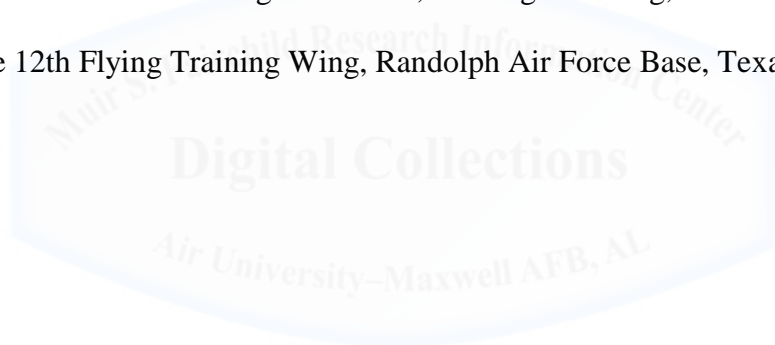 e 12th Flying Training Wing, Randolph Air Force Base, Texa
Muir S. Fairchild Research Information Center
Digital Collections
Air University–Maxwell AFB, AL